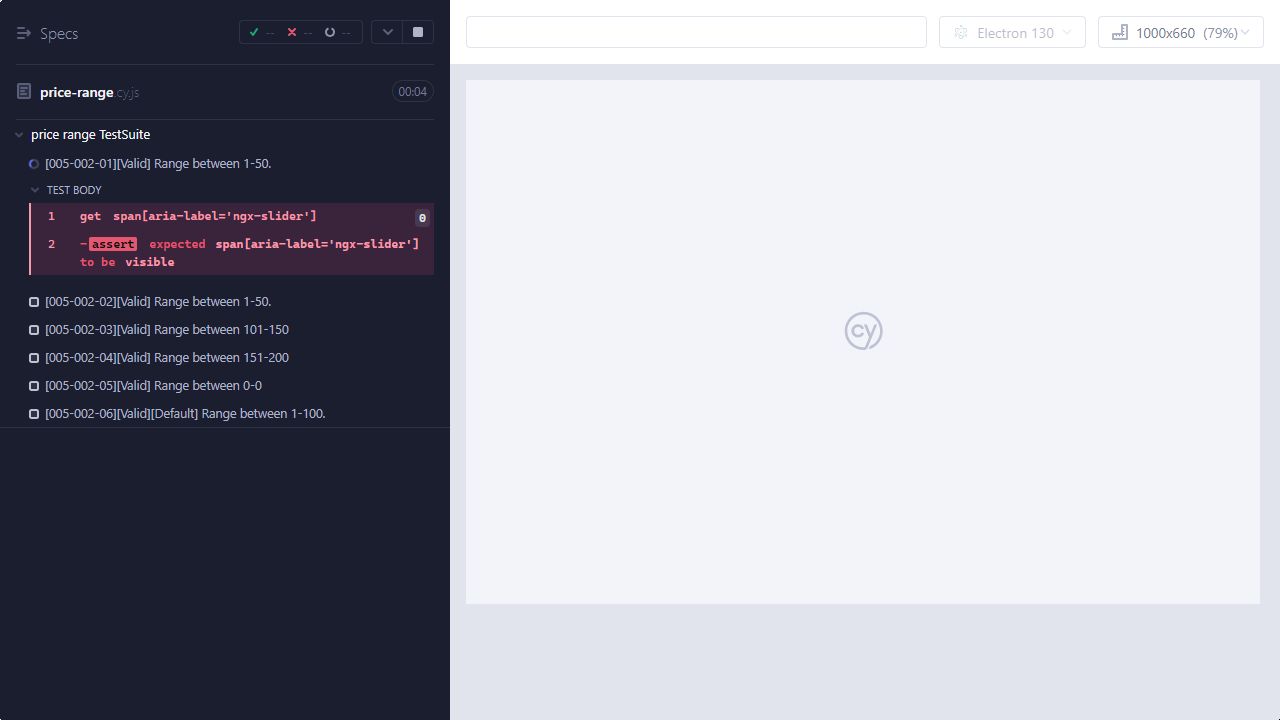 Specs
-- -- --
price-range.cy.js
00:04
price range TestSuite
[005-002-01][Valid] Range between 1-50.
TEST BODY
1 get span[aria-label='ngx-slider'] 0
2 -assert expected span[aria-label='ngx-slider']
to be visible
[005-002-02][Valid] Range between 1-50.
[005-002-03][Valid] Range between 101-150
[005-002-04][Valid] Range between 151-200
[005-002-05][Valid] Range between 0-0
[005-002-06][Valid][Default] Range between 1-100.
Electron 130
1000x660 (79%)
cy